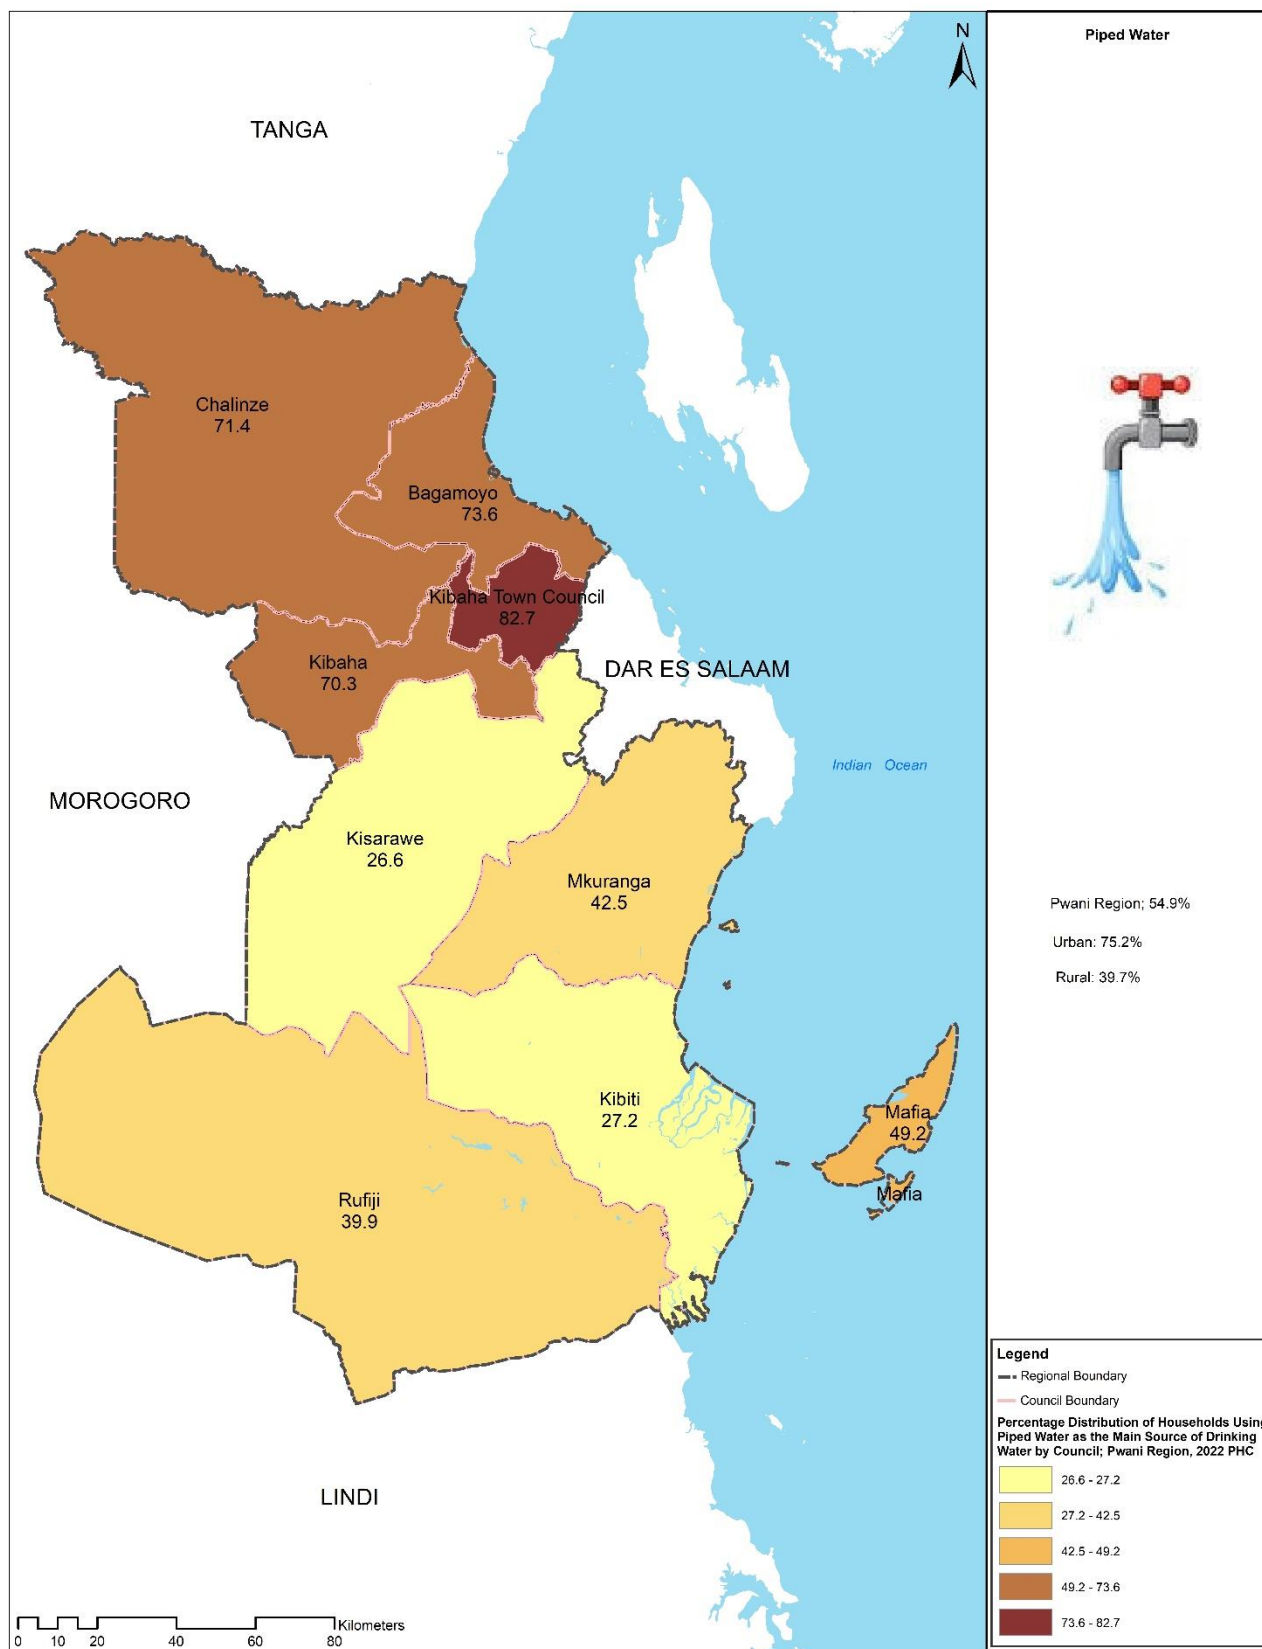 N
Piped Water
TANGA
Chalinze
71.4
Bagamoyo
73.6
Kibaha Town Council
82.7
Kibaha
70.3
DAR ES SALAAM
Indian Ocean
MOROGORO
Kisarawe
26.6
Mkuranga
42.5
Pwani Region; 54.9%
Urban: 75.2%
Rural: 39.7%
Kibiti
27.2
Mafia
49.2
Mafia
Rufiji
39.9
LINDI
Legend
Regional Boundary
Council Boundary
Percentage Distribution of Households Using
Piped Water as the Main Source of Drinking
Water by Council; Pwani Region, 2022 PHC
26.6 - 27.2
27.2 - 42.5
42.5 - 49.2
49.2 - 73.6
73.6 - 82.7
Kilometers
0 10 20 40 60 80